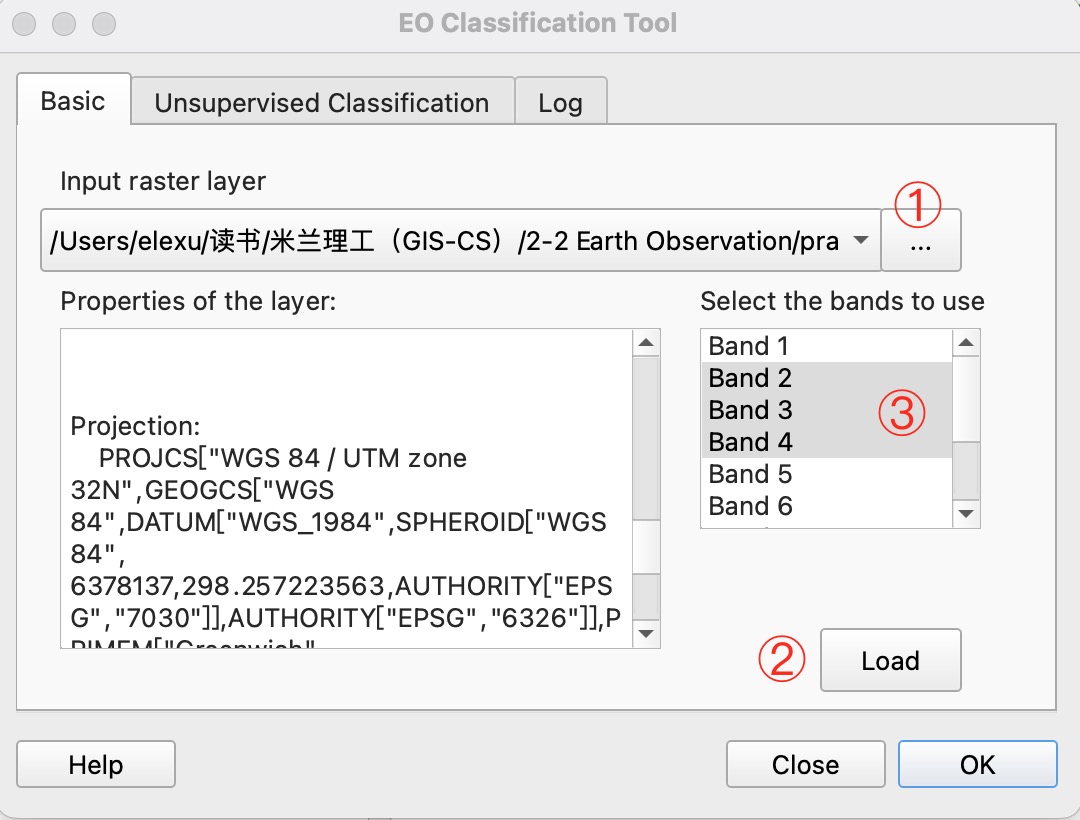 EO Classification Tool
Basic
Unsupervised Classification
Log
Input raster layer
①
/Users/elexu/读书/米兰理工（GIS-CS）/2-2 Earth Observation/pra
...
Properties of the layer:
Select the bands to use
Projection:
PROJCS["WGS 84 / UTM zone
32N",GEOGCS["WGS
84",DATUM["WGS_1984",SPHEROID["WGS
84",
6378137,298.257223563,AUTHORITY["EPS
G","7030"]],AUTHORITY["EPSG","6326"]],P
RIMEM["Greenwich",
Band 1
Band 2
Band 3
③
Band 4
Band 5
Band 6
②
Load
Help
Close
OK